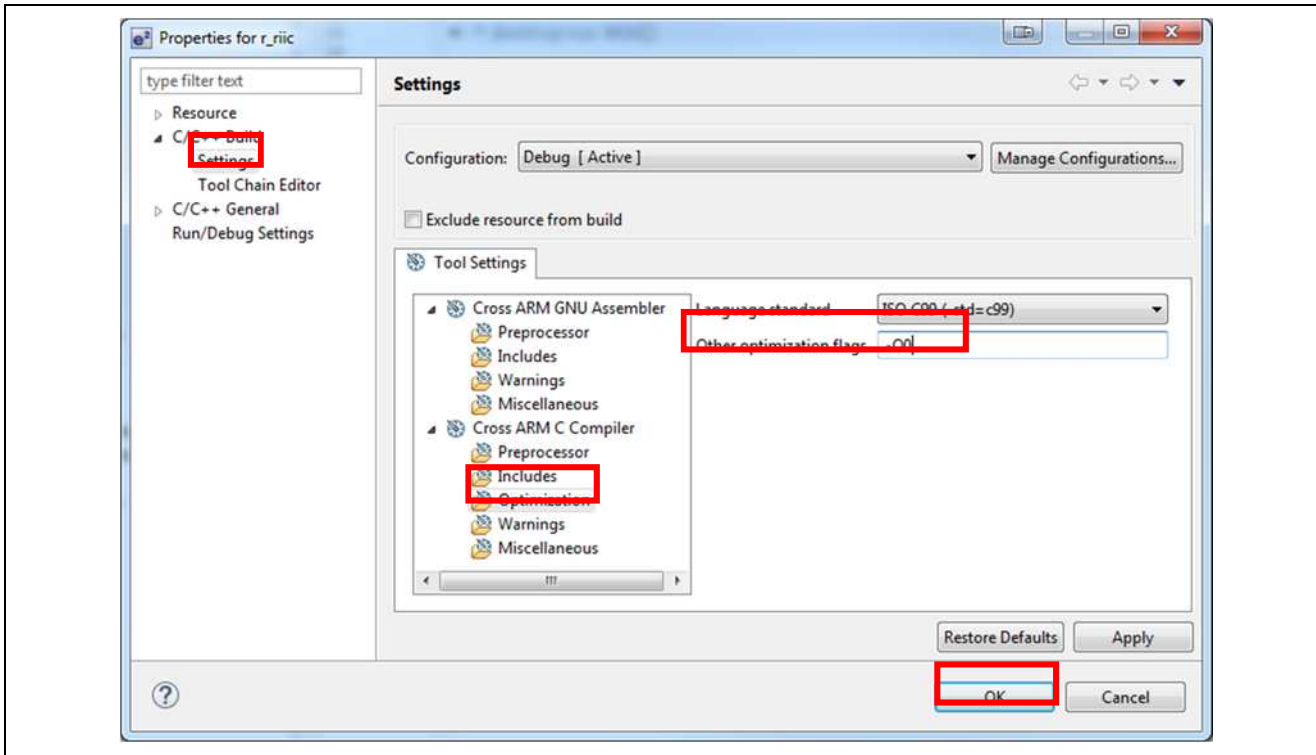 e² Properties for r_riic
type filter text
Resource
C/C++ Build
Settings
Tool Chain Editor
C/C++ General
Run/Debug Settings
Settings
Configuration: Debug [ Active ]
Manage Configurations...
Exclude resource from build
Tool Settings
Cross ARM GNU Assembler
Preprocessor
Includes
Warnings
Miscellaneous
Cross ARM C Compiler
Preprocessor
Includes
Optimization
Warnings
Miscellaneous
Language standard ISO C99 (-std=c99)
Other optimization flags -O0
Restore Defaults Apply
? OK Cancel